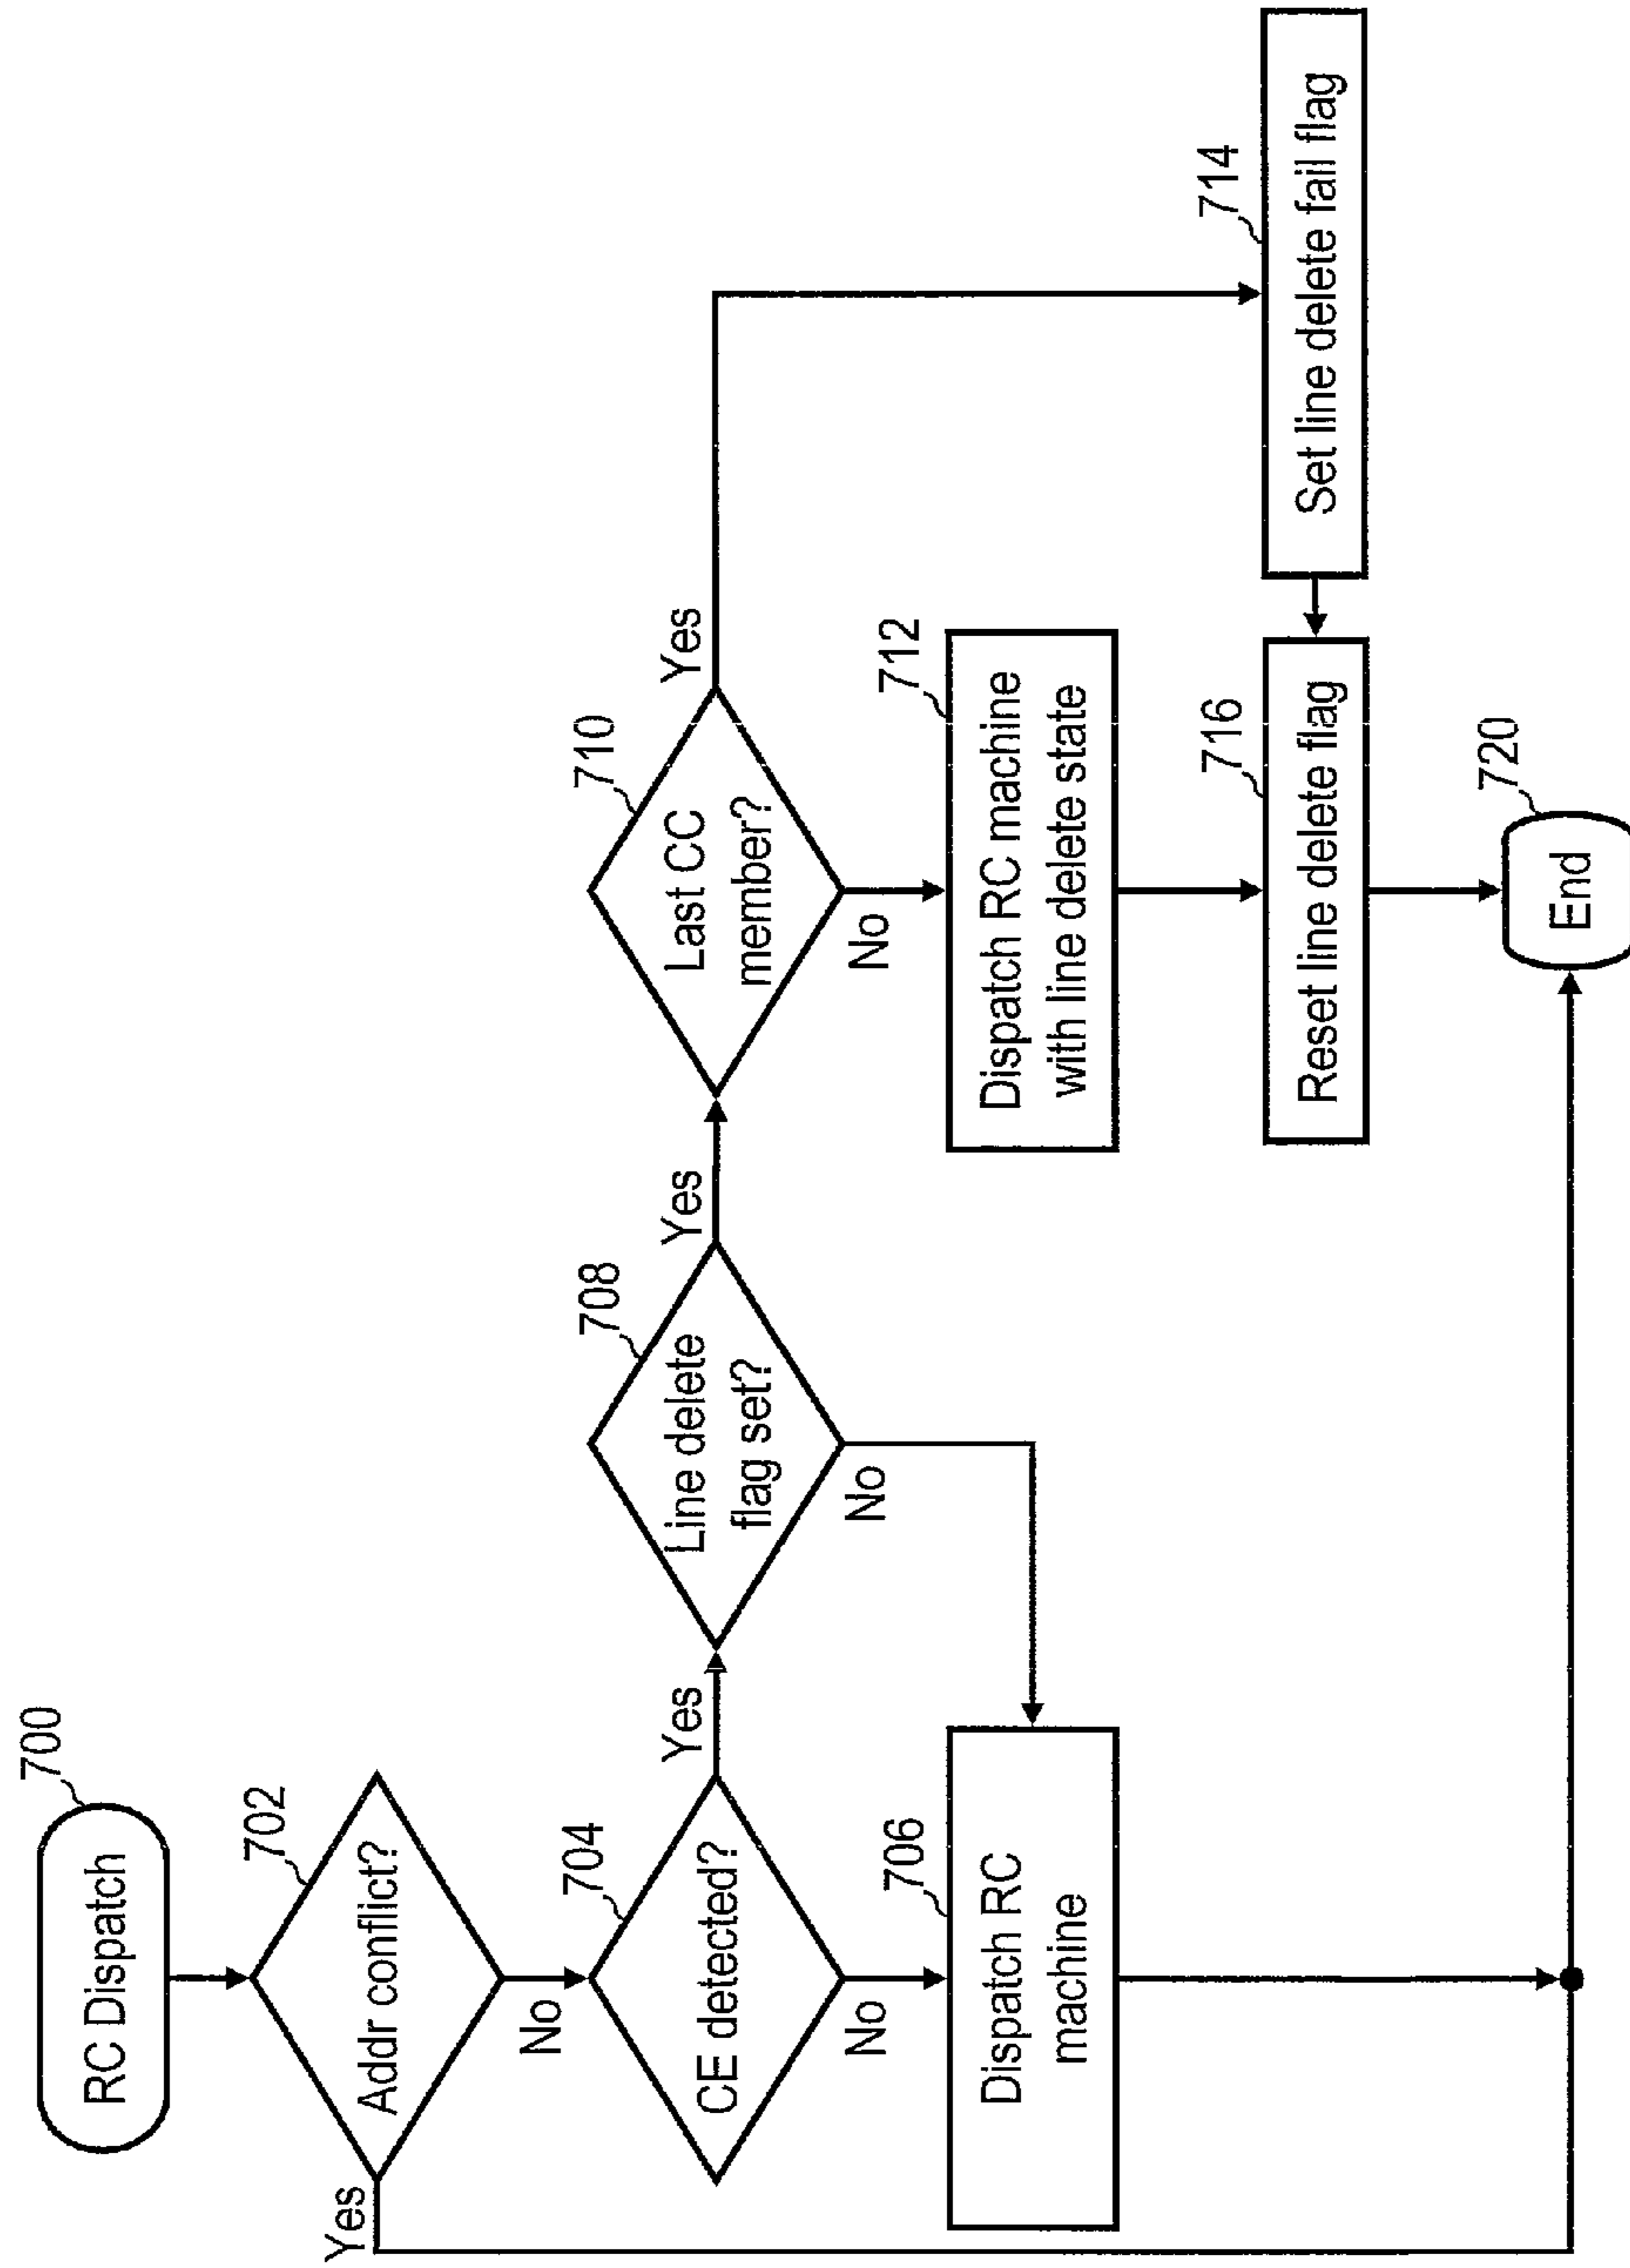 700
RC Dispatch
702
Addr conflict?
Yes
No
704
CE detected?
Yes
No
706
Dispatch RC
machine
708
Line delete
flag set?
Yes
No
710
Last CC
member?
Yes
No
712
Dispatch RC machine
with line delete state
714
Set line delete fail flag
716
Reset line delete flag
720
End